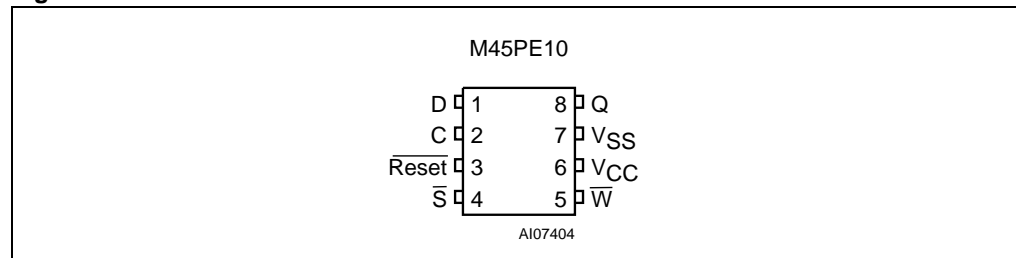 M45PE10
D 1 8 Q
C 2 7 VSS
Reset 3 6 VCC
S 4 5 W
AI07404